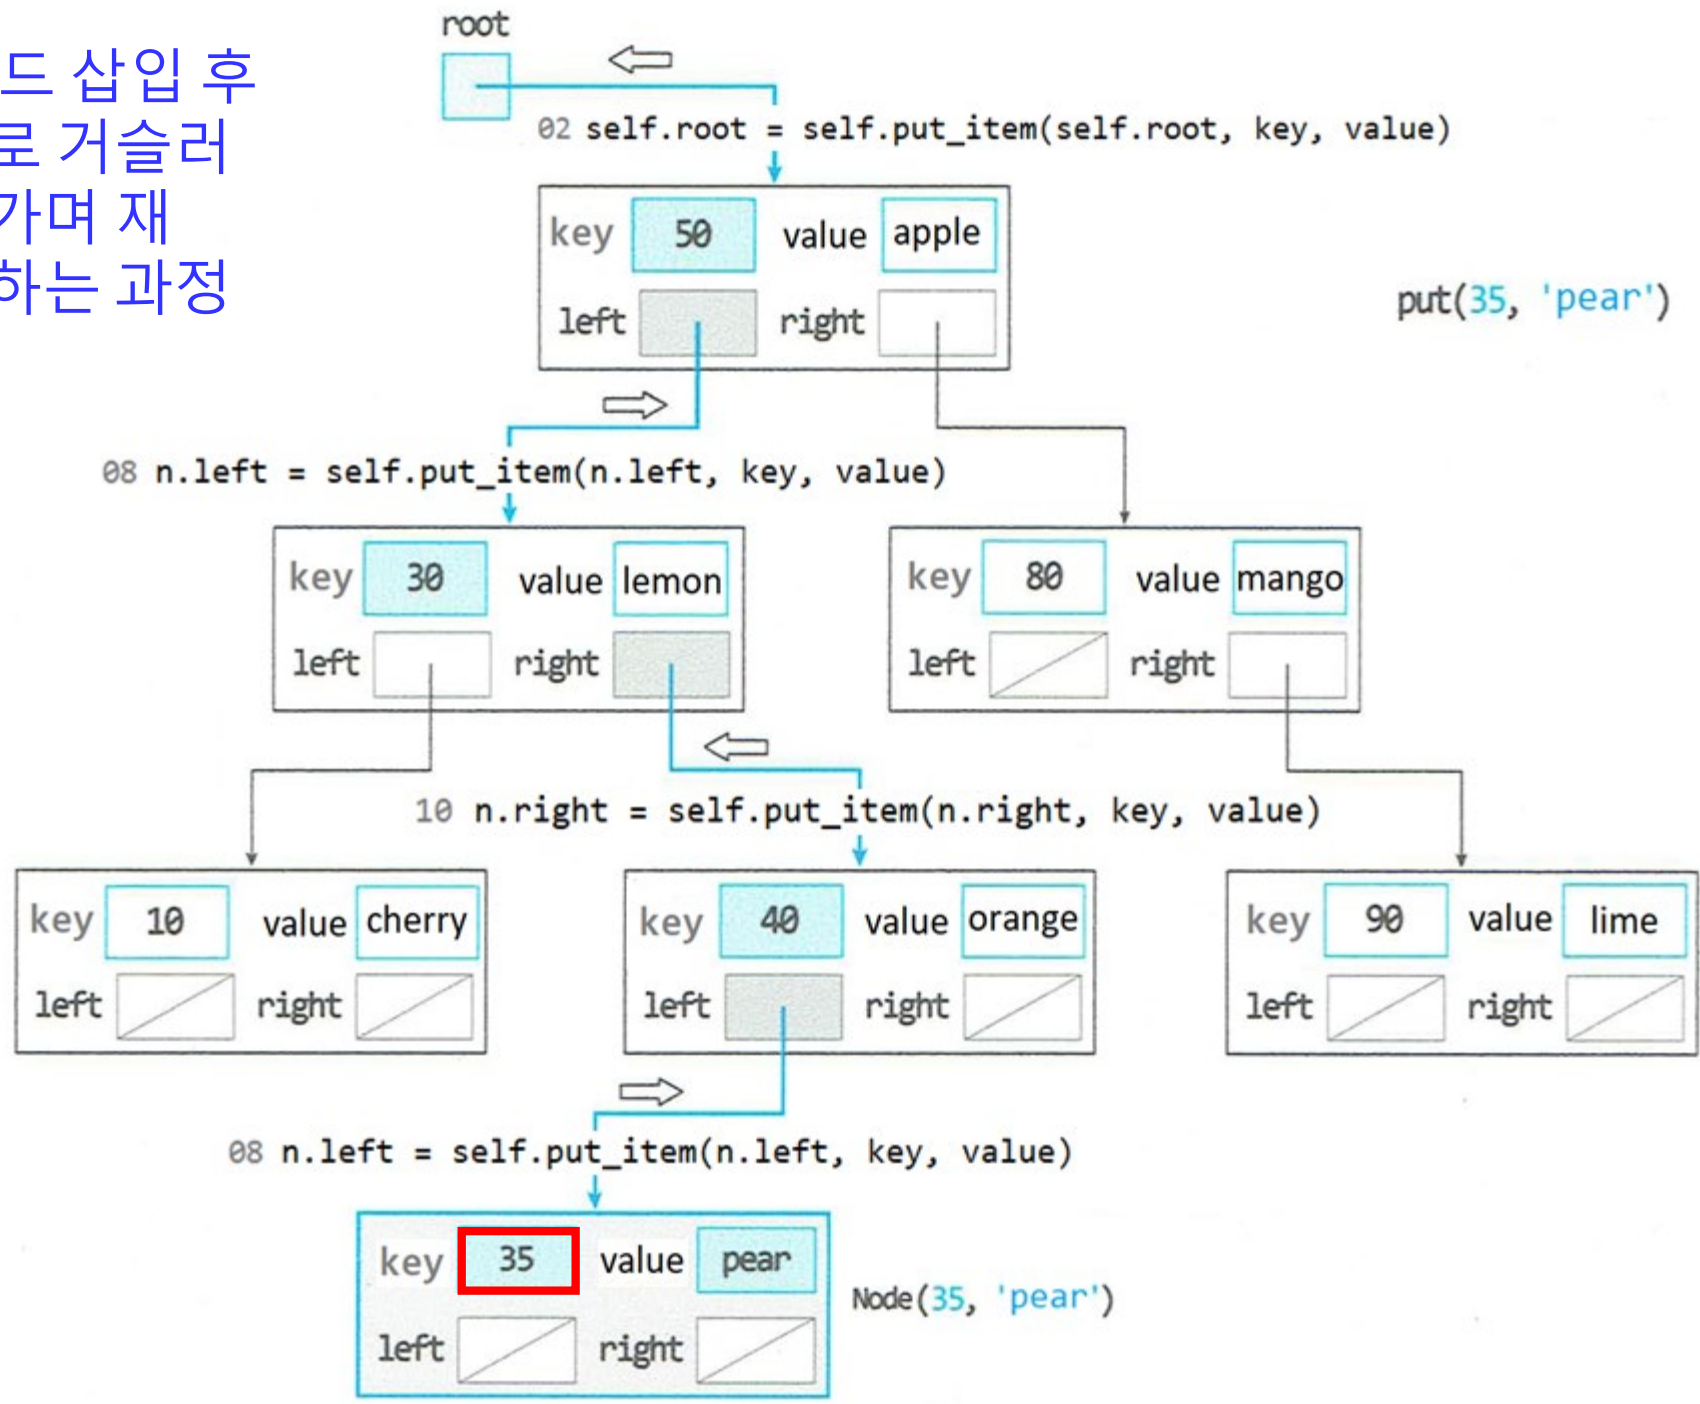 root
드 삽입 후
로 거슬러
가며 재
하는 과정
02 self.root = self.put_item(self.root, key, value)
key 50 value apple
left right
put(35, 'pear')
08 n.left = self.put_item(n.left, key, value)
key 30 value lemon
left right
key 80 value mango
left right
10 n.right = self.put_item(n.right, key, value)
key 10 value cherry
left right
key 40 value orange
left right
key 90 value lime
left right
08 n.left = self.put_item(n.left, key, value)
key 35 value pear
left right
Node(35, 'pear')